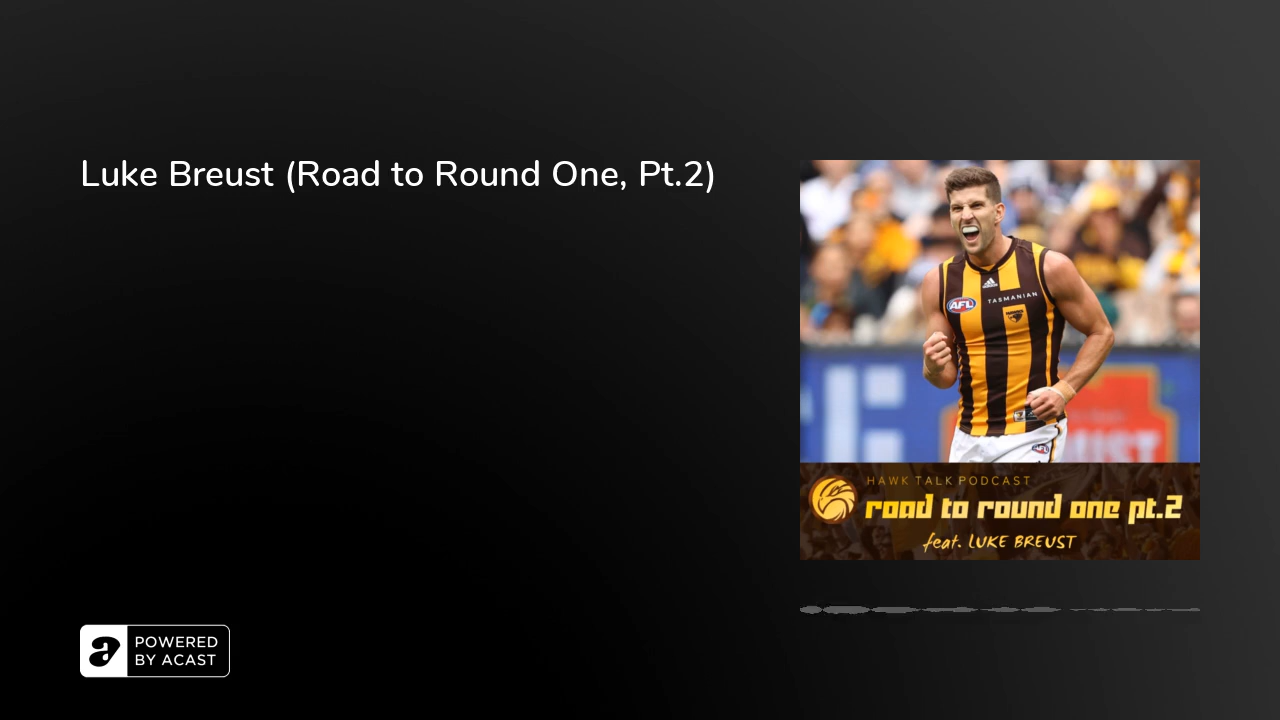 Luke Breust (Road to Round One, Pt.2)
AFL
TASMANIAN
HAWK TALK PODCAST
road to round one pt.2
feat. LUKE BREUST
POWERED
BY ACAST